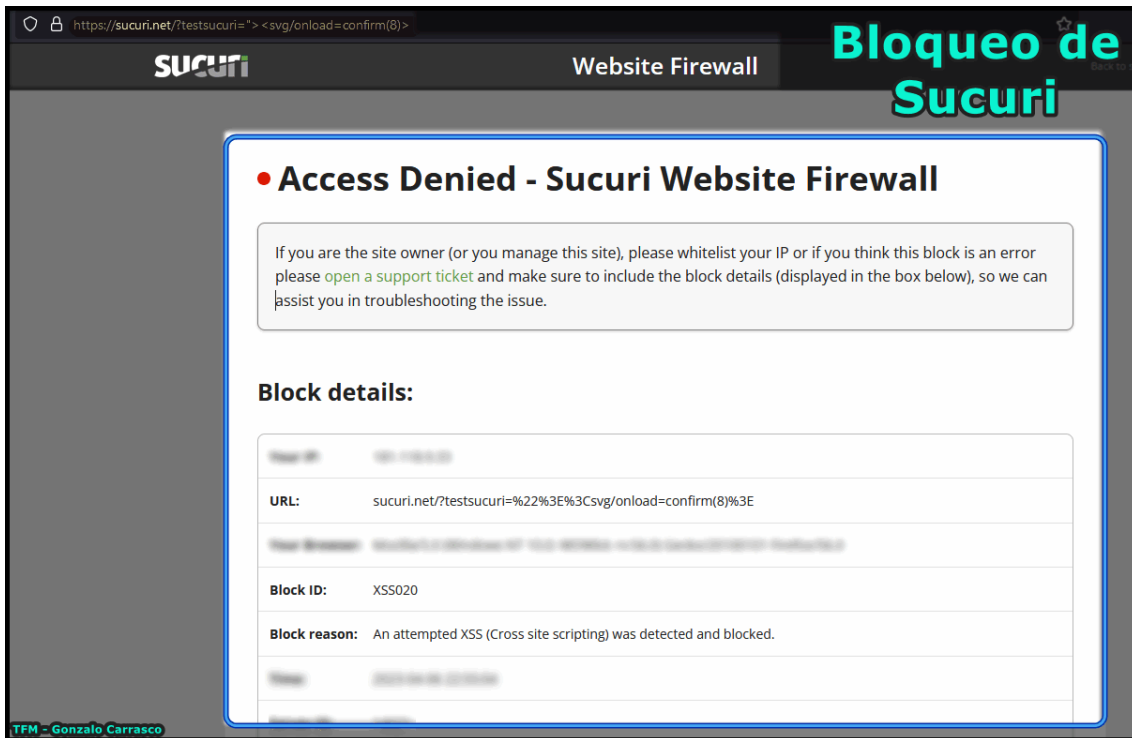 https://sucuri.net/?testsucuri="><svg/onload=confirm(8)>
Bloqueo de
Sucuri
SUCURi
Website Firewall
Back to
Access Denied - Sucuri Website Firewall
If you are the site owner (or you manage this site), please whitelist your IP or if you think this block is an error
please open a support ticket and make sure to include the block details (displayed in the box below), so we can
assist you in troubleshooting the issue.
Block details:
URL: sucuri.net/?testsucuri=%22%3E%3Csvg/onload=confirm(8)%3E
Block ID: XSS020
Block reason: An attempted XSS (Cross site scripting) was detected and blocked.
TFM - Gonzalo Carrasco